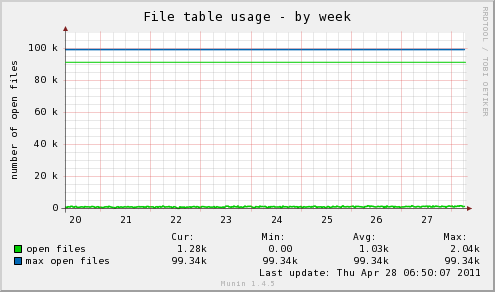 File table usage - by week
RRDTOOL / TOBI OETIKER
number of open files
100 k
80 k
60 k
40 k
20 k
0
20 21 22 23 24 25 26 27
Cur: Min: Avg: Max:
open files 1.28k 0.00 1.03k 2.04k
max open files 99.34k 99.34k 99.34k 99.34k
Last update: Thu Apr 28 06:50:07 2011
Munin 1.4.5